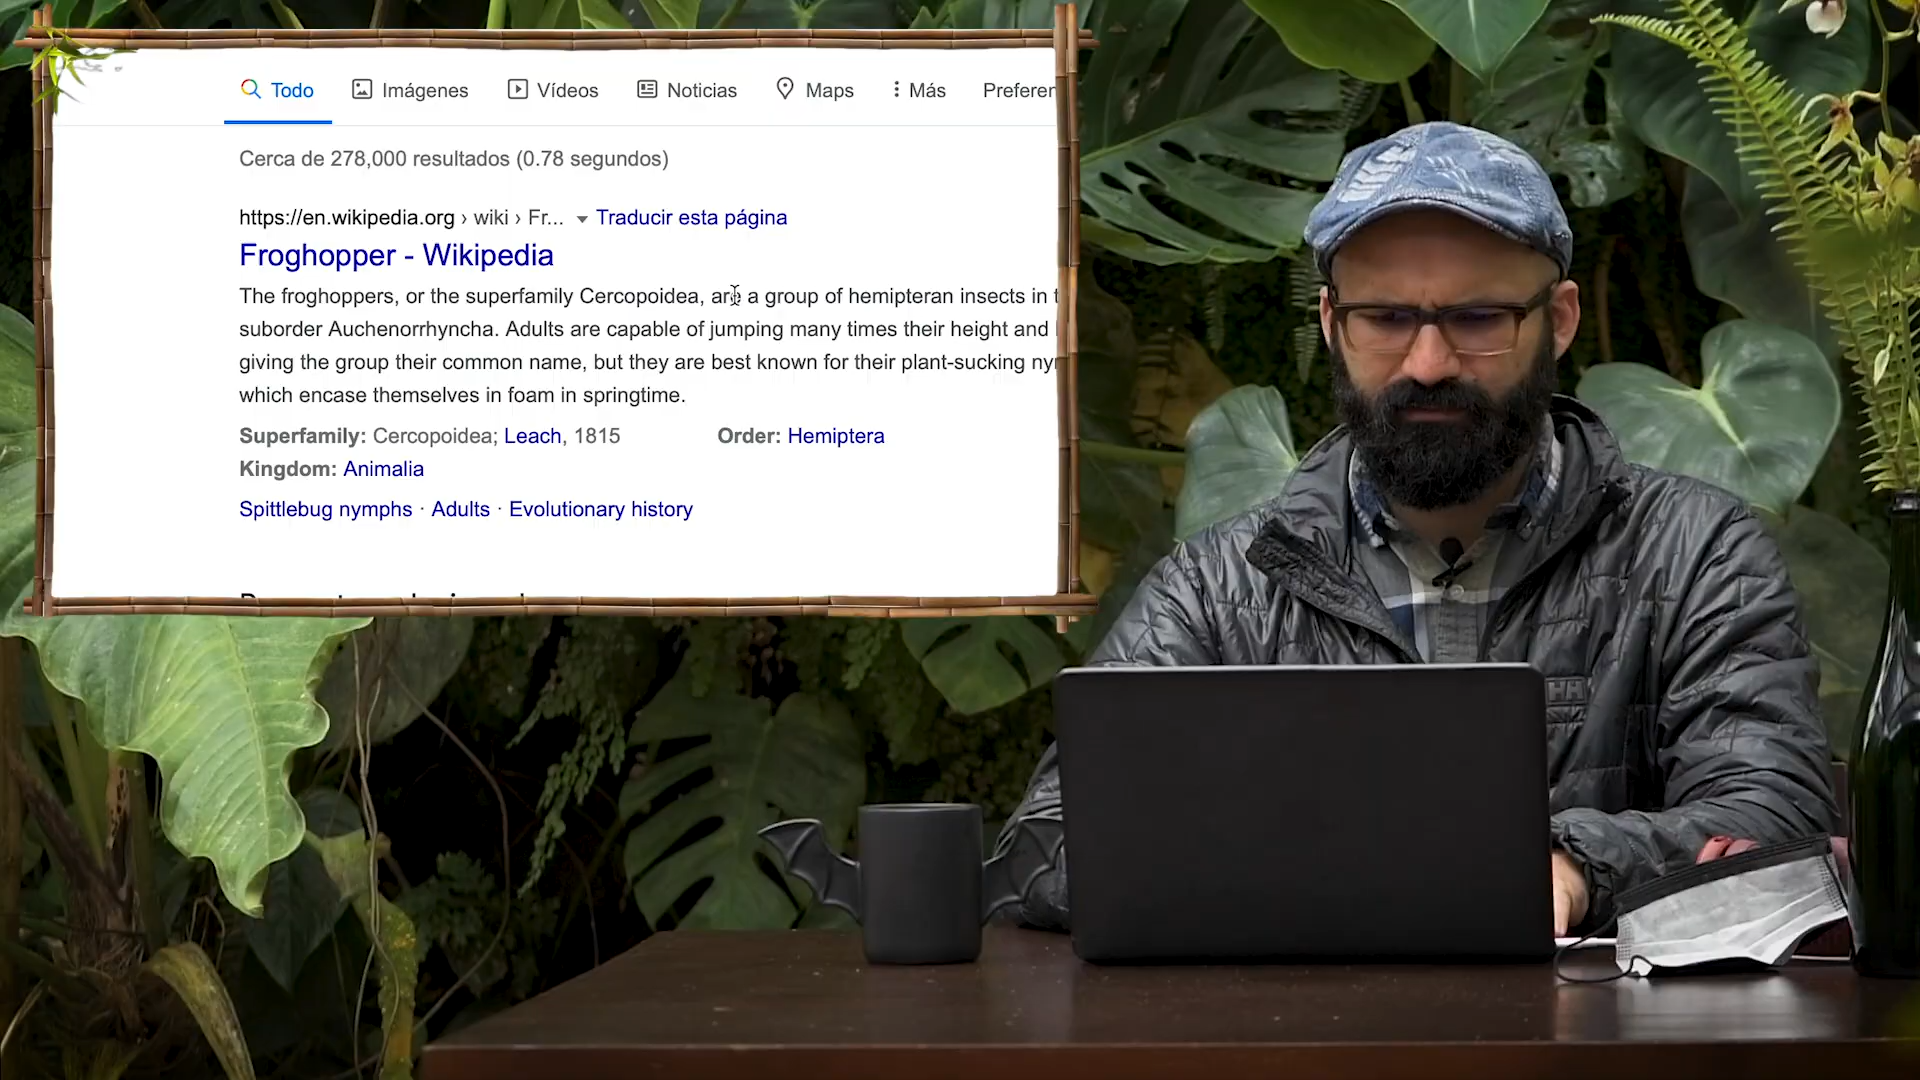 Todo Imágenes Vídeos Noticias Maps Más Preferen
Cerca de 278,000 resultados (0.78 segundos)
https://en.wikipedia.org › wiki › Fr... Traducir esta página
Froghopper - Wikipedia
The froghoppers, or the superfamily Cercopoidea, are a group of hemipteran insects in t
suborder Auchenorrhyncha. Adults are capable of jumping many times their height and
giving the group their common name, but they are best known for their plant-sucking ny
which encase themselves in foam in springtime.
Superfamily: Cercopoidea; Leach, 1815 Order: Hemiptera
Kingdom: Animalia
Spittlebug nymphs · Adults · Evolutionary history
HH